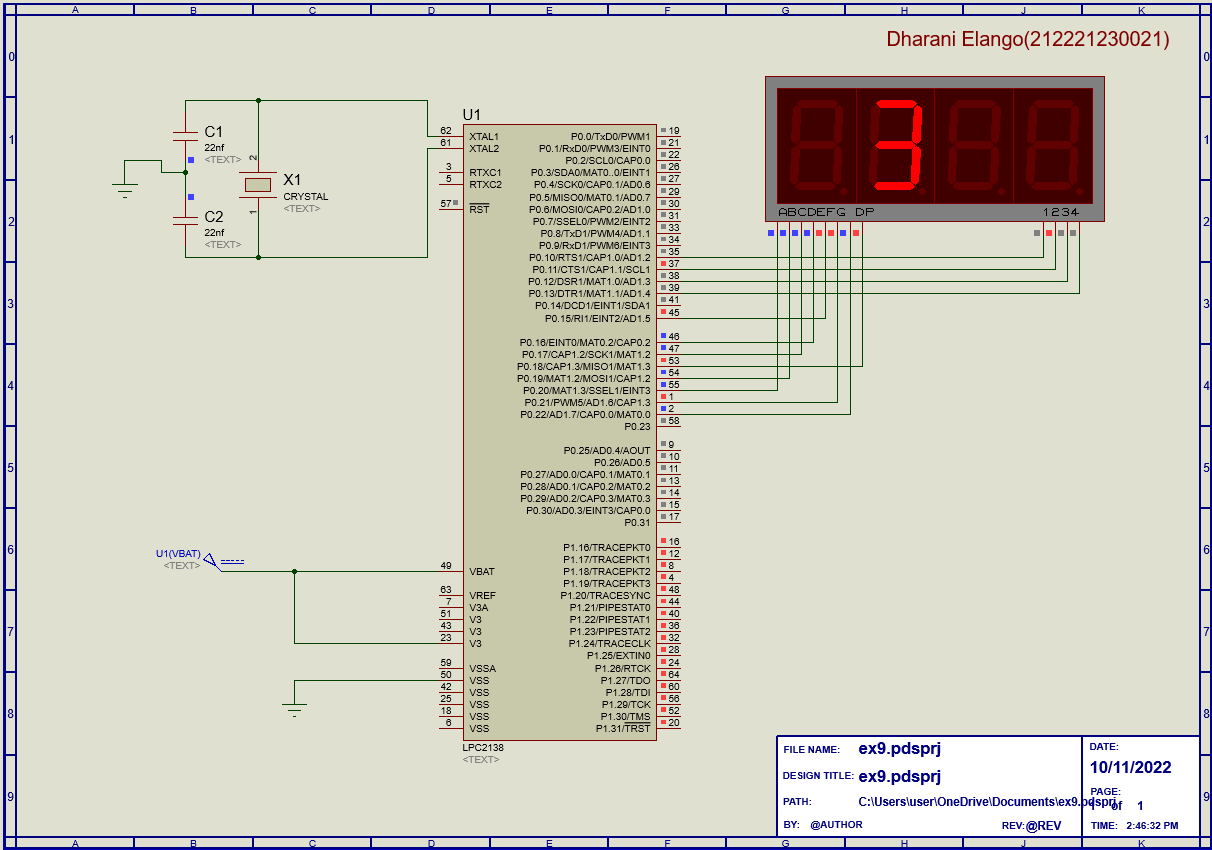 A B C D E F G H J K
Dharani Elango(212221230021)
0 0
1 1
2 2
3 3
4 4
5 5
6 6
7 7
8 8
9 9
C1
22nf
<TEXT>
C2
22nf
<TEXT>
2
X1
CRYSTAL
<TEXT>
1
U1
62 XTAL1
61 XTAL2
3 RTXC1
5 RTXC2
57 RST
49 VBAT
63 VREF
7 V3A
51 V3
43 V3
23 V3
59 VSSA
50 VSS
42 VSS
25 VSS
18 VSS
6 VSS
P0.0/TxD0/PWM1 19
P0.1/RxD0/PWM3/EINT0 21
P0.2/SCL0/CAP0.0 22
P0.3/SDA0/MAT0..0/EINT1 26
P0.4/SCK0/CAP0.1/AD0.6 27
P0.5/MISO0/MAT0.1/AD0.7 29
P0.6/MOSI0/CAP0.2/AD1.0 30
P0.7/SSEL0/PWM2/EINT2 31
P0.8/TxD1/PWM4/AD1.1 33
P0.9/RxD1/PWM6/EINT3 34
P0.10/RTS1/CAP1.0/AD1.2 35
P0.11/CTS1/CAP1.1/SCL1 37
P0.12/DSR1/MAT1.0/AD1.3 38
P0.13/DTR1/MAT1.1/AD1.4 39
P0.14/DCD1/EINT1/SDA1 41
P0.15/RI1/EINT2/AD1.5 45
P0.16/EINT0/MAT0.2/CAP0.2 46
P0.17/CAP1.2/SCK1/MAT1.2 47
P0.18/CAP1.3/MISO1/MAT1.3 53
P0.19/MAT1.2/MOSI1/CAP1.2 54
P0.20/MAT1.3/SSEL1/EINT3 55
P0.21/PWM5/AD1.6/CAP1.3 1
P0.22/AD1.7/CAP0.0/MAT0.0 2
P0.23 58
P0.25/AD0.4/AOUT 9
P0.26/AD0.5 10
P0.27/AD0.0/CAP0.1/MAT0.1 11
P0.28/AD0.1/CAP0.2/MAT0.2 13
P0.29/AD0.2/CAP0.3/MAT0.3 14
P0.30/AD0.3/EINT3/CAP0.0 15
P0.31 17
P1.16/TRACEPKT0 16
P1.17/TRACEPKT1 12
P1.18/TRACEPKT2 8
P1.19/TRACEPKT3 4
P1.20/TRACESYNC 48
P1.21/PIPESTAT0 44
P1.22/PIPESTAT1 40
P1.23/PIPESTAT2 36
P1.24/TRACECLK 32
P1.25/EXTIN0 28
P1.26/RTCK 24
P1.27/TDO 64
P1.28/TDI 60
P1.29/TCK 56
P1.30/TMS 52
P1.31/TRST 20
LPC2138
<TEXT>
U1(VBAT)
<TEXT>
3
ABCDEFG DP 1234
FILE NAME: ex9.pdsprj
DESIGN TITLE: ex9.pdsprj
PATH: C:\Users\user\OneDrive\Documents\ex9.pdsprj
BY: @AUTHOR REV:@REV
DATE:
10/11/2022
PAGE:
1 of 1
TIME: 2:46:32 PM
A B C D E F G H J K